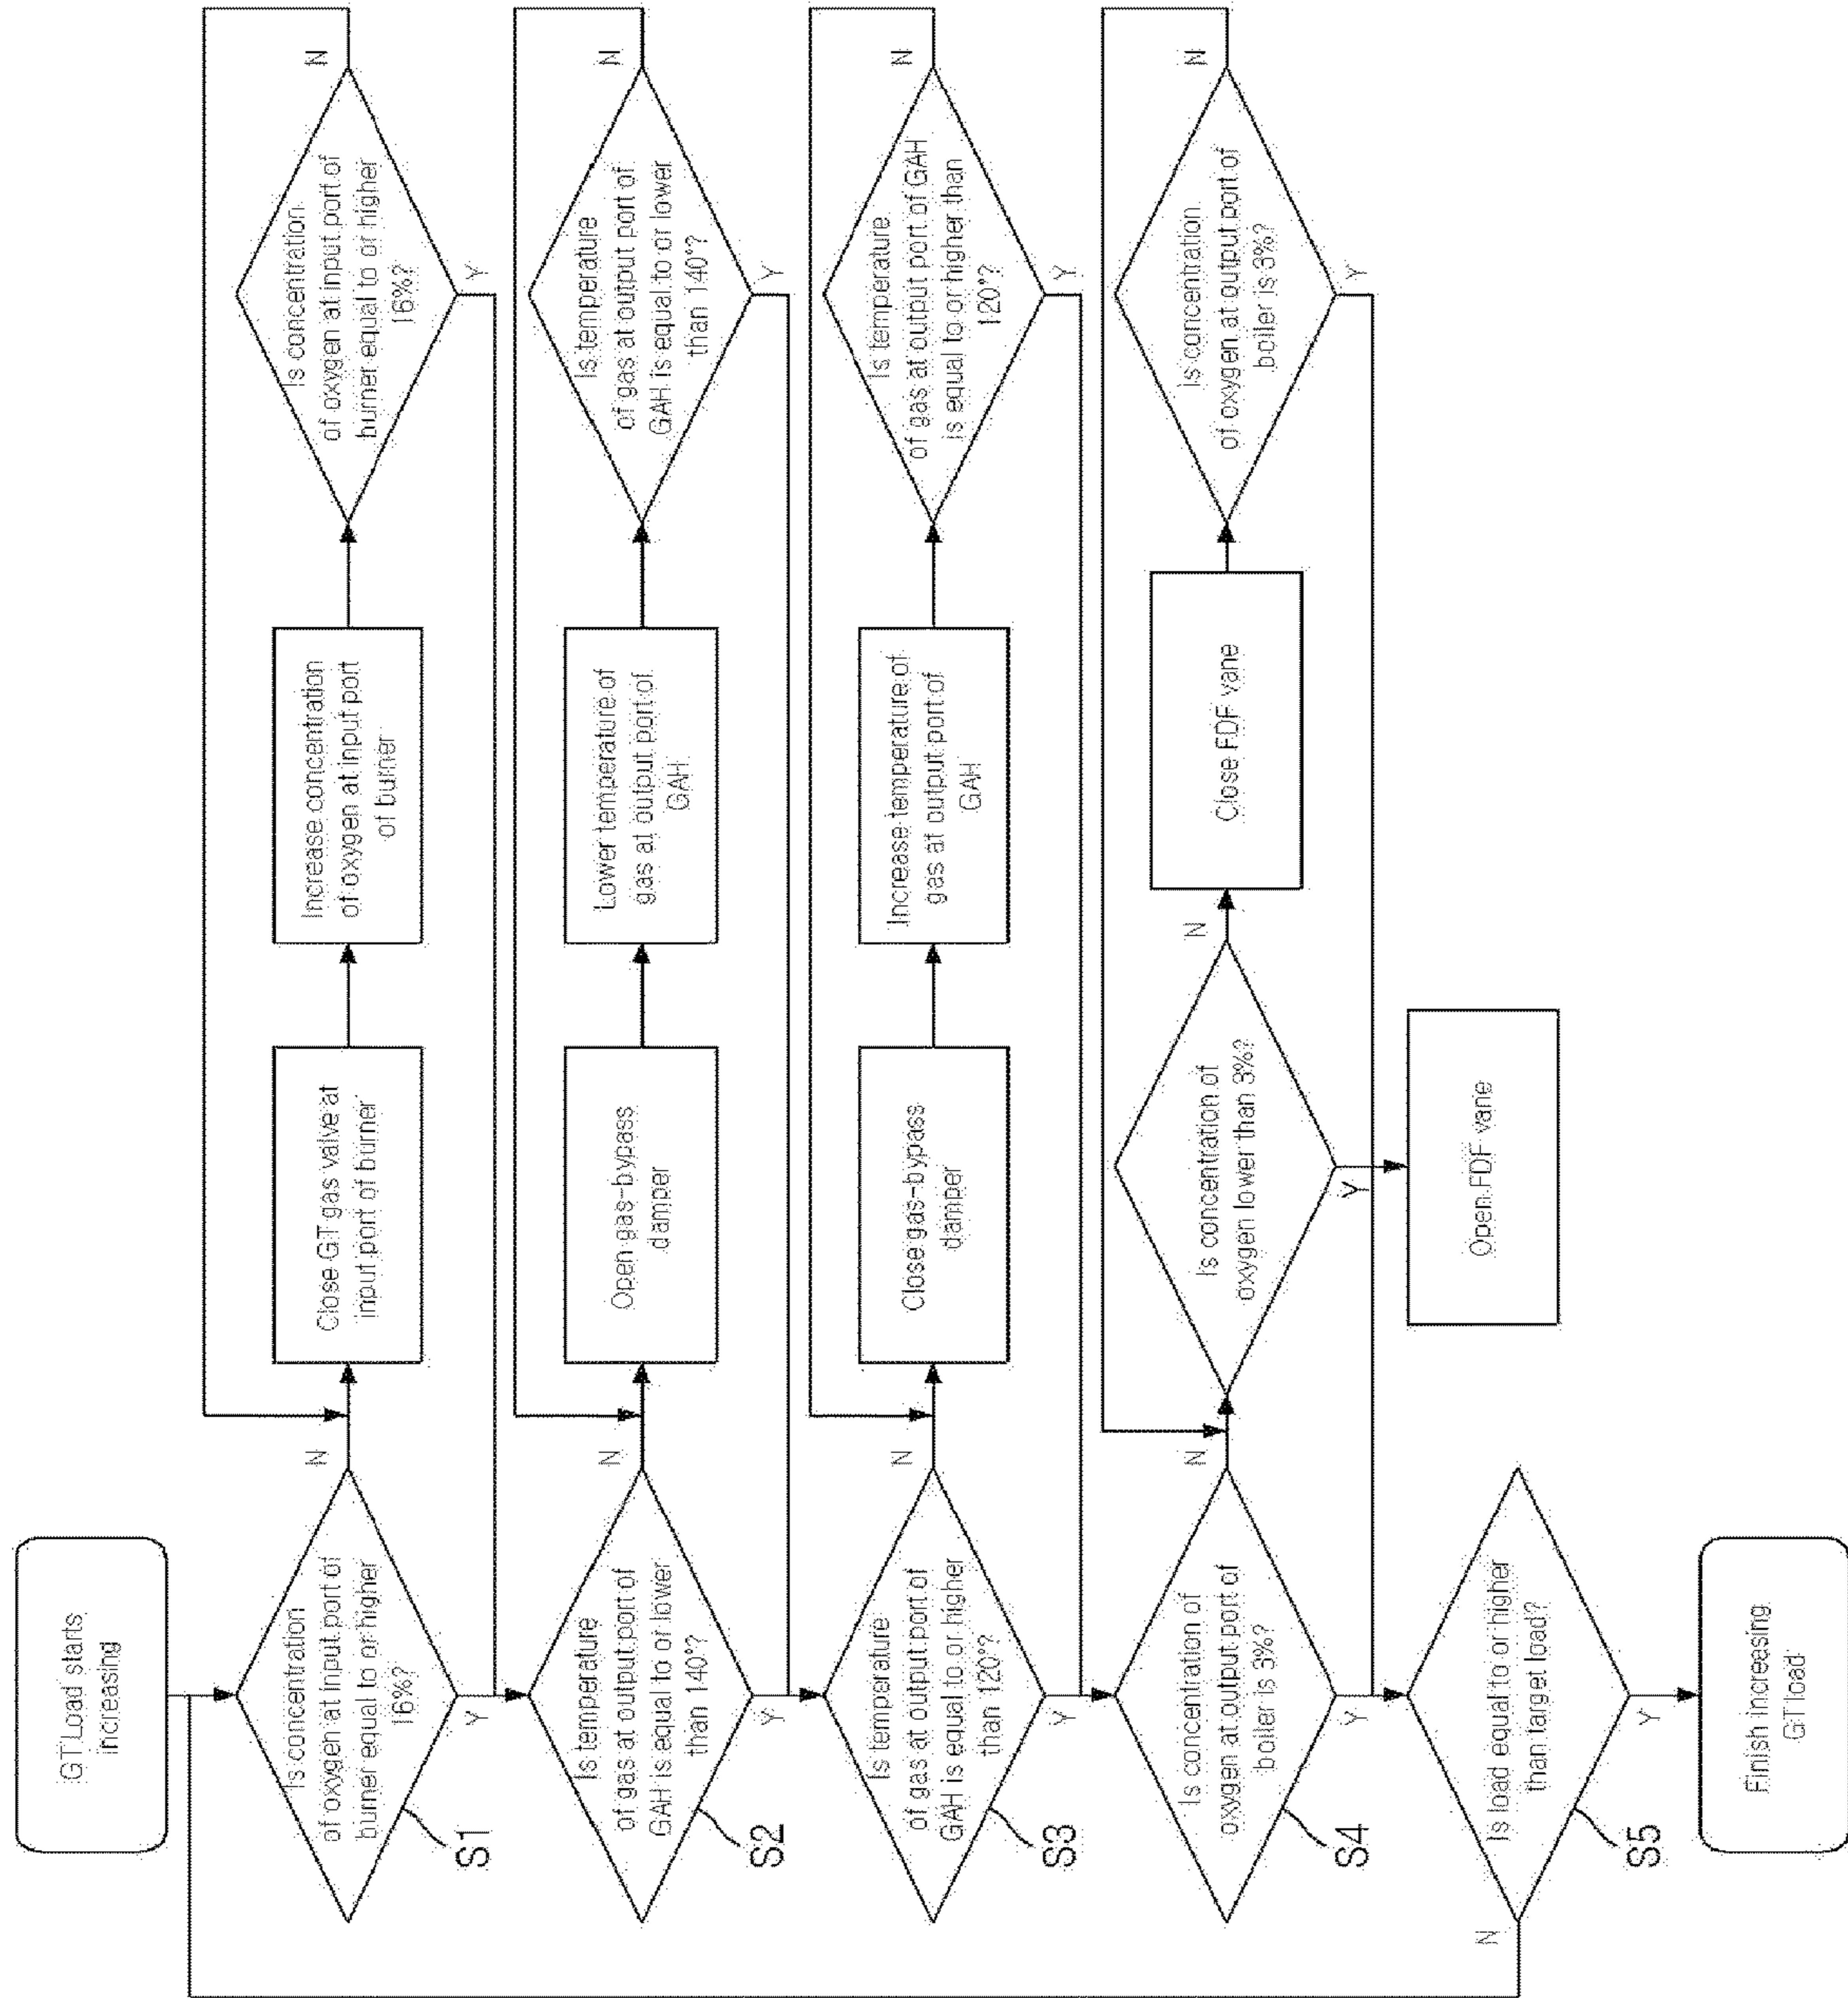 GT Load starts
increasing
Is concentration
of oxygen at input port of
burner equal to or higher
16%?
S1
N
Y
Close GT gas valve at
input port of burner
Increase concentration
of oxygen at input port
of burner
Is concentration
of oxygen at input port of
burner equal to or higher
16%?
N
Y
Is temperature
of gas at output port of
GAH is equal to or lower
than 140°?
S2
N
Y
Open gas-bypass
damper
Lower temperature of
gas at output port of
GAH
Is temperature
of gas at output port of
GAH is equal to or lower
than 140°?
N
Y
Is temperature
of gas at output port of
GAH is equal to or higher
than 120°?
S3
N
Y
Close gas-bypass
damper
Increase temperature of
gas at output port of
GAH
Is temperature
of gas at output port of GAH
is equal to or higher than
120°?
N
Y
Is concentration of
oxygen at output port of
boiler is 3%?
S4
N
Y
Is concentration of
oxygen lower than 3%?
N
Y
Close FDF vane
Is concentration
of oxygen at output port of
boiler is 3%?
N
Y
Open FDF vane
Is load equal to or higher
than target load?
S5
N
Y
Finish increasing
GT load